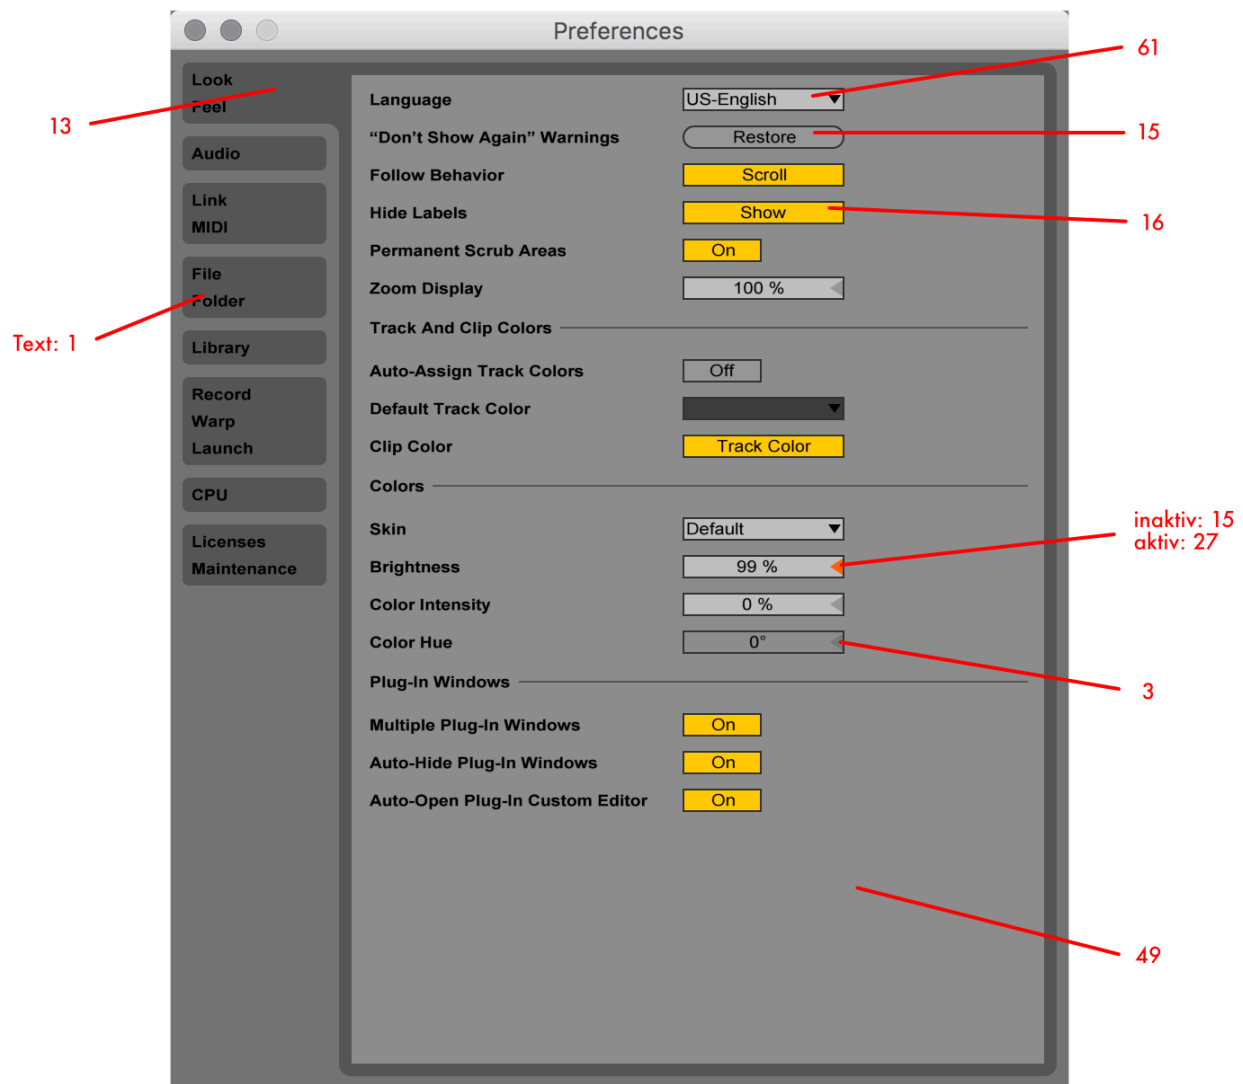 Preferences
Look
Feel
Audio
Link
MIDI
File
Folder
Library
Record
Warp
Launch
CPU
Licenses
Maintenance
Language US-English
“Don’t Show Again” Warnings Restore
Follow Behavior Scroll
Hide Labels Show
Permanent Scrub Areas On
Zoom Display 100 %
Track And Clip Colors
Auto-Assign Track Colors Off
Default Track Color
Clip Color Track Color
Colors
Skin Default
Brightness 99 %
Color Intensity 0 %
Color Hue 0°
Plug-In Windows
Multiple Plug-In Windows On
Auto-Hide Plug-In Windows On
Auto-Open Plug-In Custom Editor On
13
Text: 1
61
15
16
inaktiv: 15
aktiv: 27
3
49